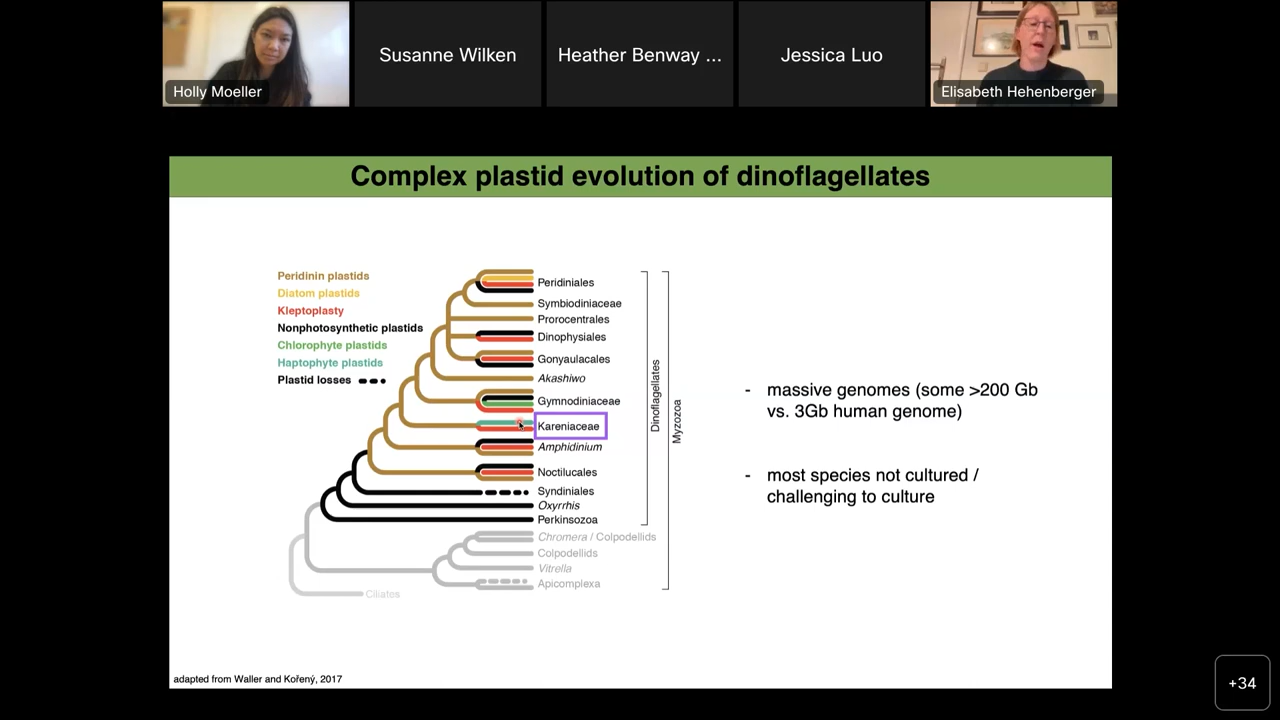 Holly Moeller
Susanne Wilken
Heather Benway ...
Jessica Luo
Elisabeth Hehenberger
Complex plastid evolution of dinoflagellates
Peridinin plastids
Diatom plastids
Kleptoplasty
Nonphotosynthetic plastids
Chlorophyte plastids
Haptophyte plastids
Plastid losses
Peridiniales
Symbiodiniaceae
Prorocentrales
Dinophysiales
Gonyaulacales
Akashiwo
Gymnodiniaceae
Kareniaceae
Amphidinium
Noctilucales
Syndiniales
Oxyrrhis
Perkinsozoa
Chromera / Colpodellids
Colpodellids
Vitrella
Apicomplexa
Ciliates
Dinoflagellates
Myzozoa
- massive genomes (some >200 Gb
vs. 3Gb human genome)
- most species not cultured /
challenging to culture
adapted from Waller and Kořený, 2017
+34